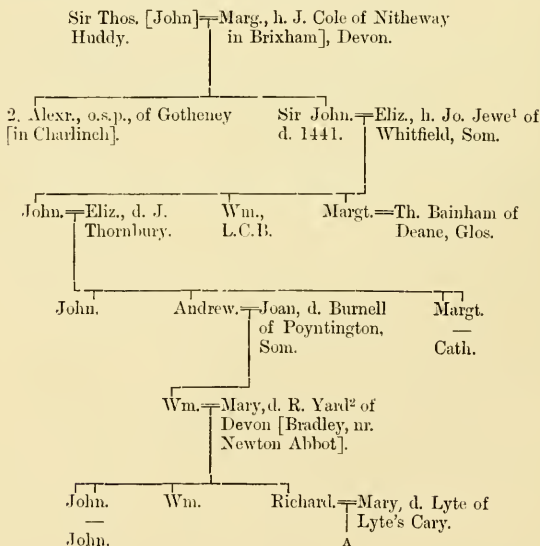 Sir Thos. [John]
Huddy.
Marg., h. J. Cole of Nitheway
in Brixham], Devon.
2. Alexr., o.s.p., of Gotheney
[in Charlinch].
Sir John.
d. 1441.
Eliz., h. Jo. Jewe¹ of
Whitfield, Som.
John.
Eliz., d. J.
Thornbury.
Wm.,
L.C.B.
Margt.
Th. Bainham of
Deane, Glos.
John.
Andrew.
Joan, d. Burnell
of Poyntington,
Som.
Margt.
—
Cath.
Wm.
Mary, d. R. Yard² of
Devon [Bradley, nr.
Newton Abbot].
John.
—
John.
Wm.
Richard.
Mary, d. Lyte of
Lyte's Cary.
A